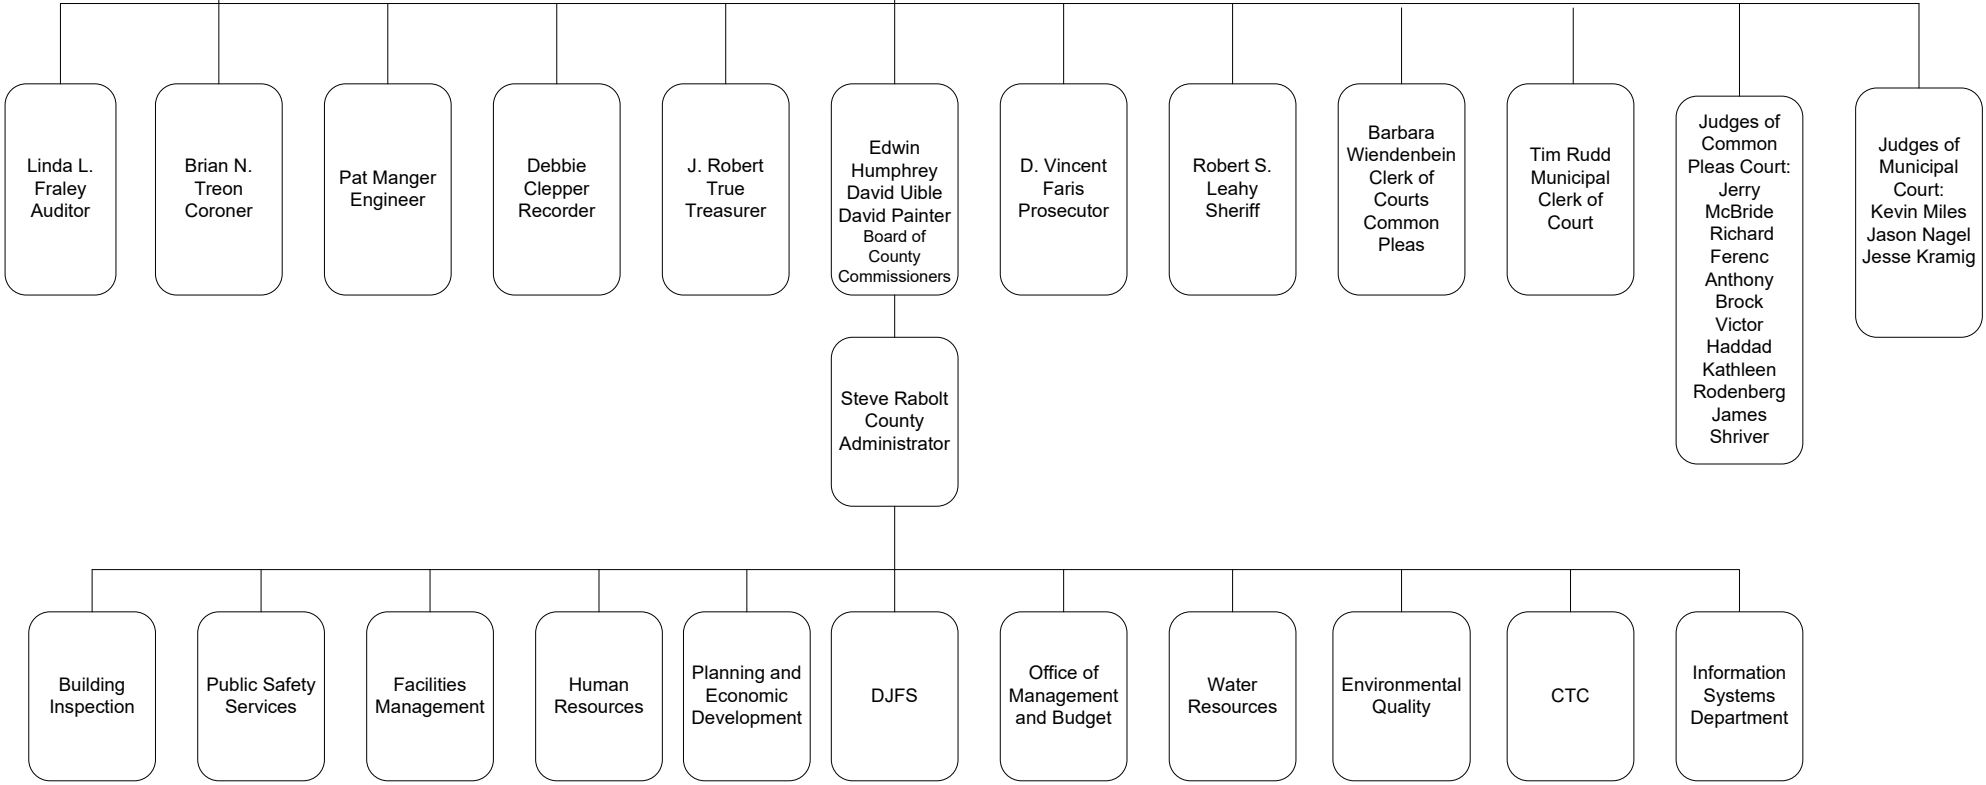 Linda L.
Fraley
Auditor
Brian N.
Treon
Coroner
Pat Manger
Engineer
Debbie
Clepper
Recorder
J. Robert
True
Treasurer
Edwin
Humphrey
David Uible
David Painter
Board of
County
Commissioners
D. Vincent
Faris
Prosecutor
Robert S.
Leahy
Sheriff
Barbara
Wiendenbein
Clerk of
Courts
Common
Pleas
Tim Rudd
Municipal
Clerk of
Court
Judges of
Common
Pleas Court:
Jerry
McBride
Richard
Ferenc
Anthony
Brock
Victor
Haddad
Kathleen
Rodenberg
James
Shriver
Judges of
Municipal
Court:
Kevin Miles
Jason Nagel
Jesse Kramig
Steve Rabolt
County
Administrator
Building
Inspection
Public Safety
Services
Facilities
Management
Human
Resources
Planning and
Economic
Development
DJFS
Office of
Management
and Budget
Water
Resources
Environmental
Quality
CTC
Information
Systems
Department